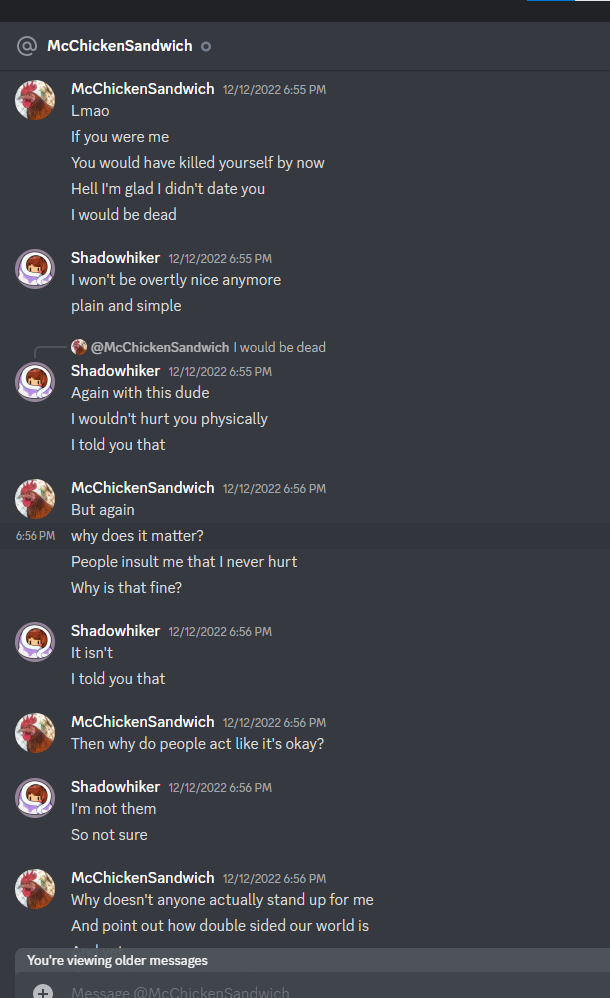 @ McChickenSandwich
McChickenSandwich 12/12/2022 6:55 PM
Lmao
If you were me
You would have killed yourself by now
Hell I'm glad I didn't date you
I would be dead
Shadowhiker 12/12/2022 6:55 PM
I won't be overtly nice anymore
plain and simple
@McChickenSandwich I would be dead
Shadowhiker 12/12/2022 6:55 PM
Again with this dude
I wouldn't hurt you physically
I told you that
McChickenSandwich 12/12/2022 6:56 PM
But again
6:56 PM why does it matter?
People insult me that I never hurt
Why is that fine?
Shadowhiker 12/12/2022 6:56 PM
It isn't
I told you that
McChickenSandwich 12/12/2022 6:56 PM
Then why do people act like it's okay?
Shadowhiker 12/12/2022 6:56 PM
I'm not them
So not sure
McChickenSandwich 12/12/2022 6:56 PM
Why doesn't anyone actually stand up for me
And point out how double sided our world is
You're viewing older messages
Message @McChickenSandwich